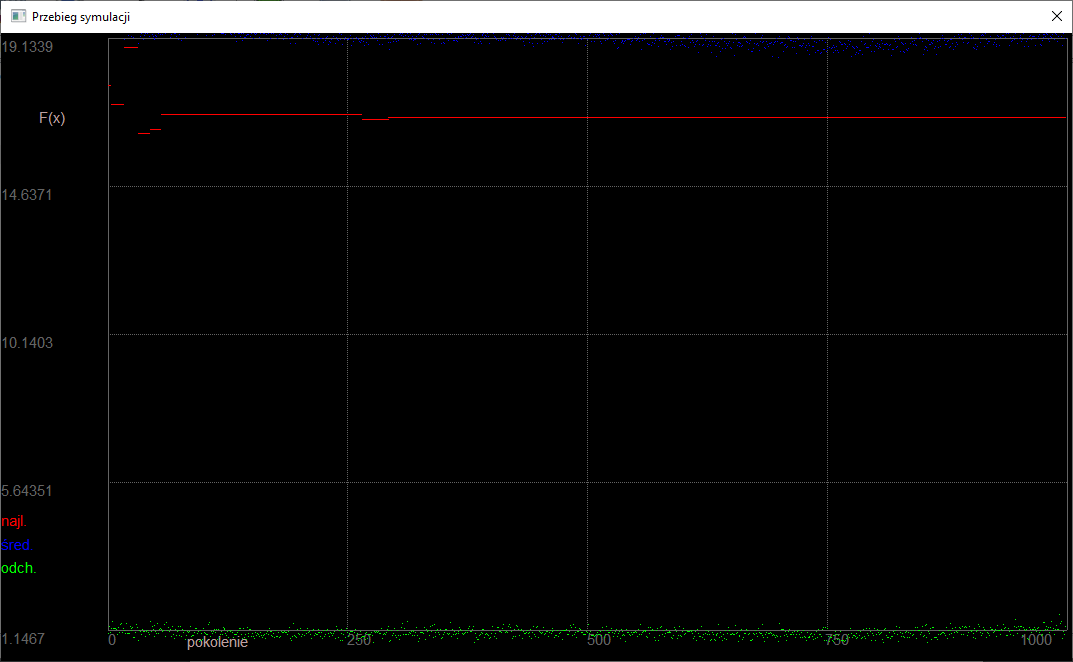 Przebieg symulacji
19.1339
F(x)
14.6371
10.1403
5.64351
najl.
śred.
odch.
1.1467
0 250 500 750 1000
pokolenie